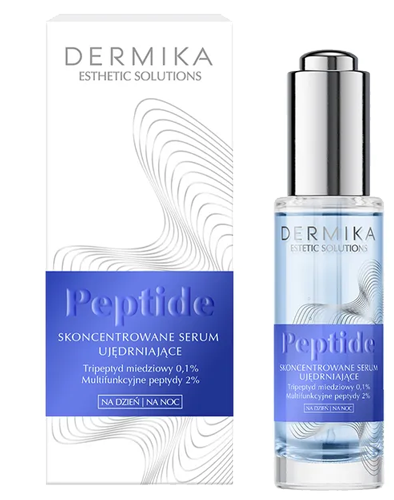 DERMIKA
ESTHETIC SOLUTIONS
Peptide
SKONCENTROWANE SERUM
UJĘDRNIAJĄCE
Tripeptyd miedziowy 0,1%
Multifunkcyjne peptydy 2%
NA DZIEŃ | NA NOC
DERMIKA
ESTETIC SOLUTIONS
Peptide
SKONCENTROWANE SERUM
UJĘDRNIAJĄCE
Tripeptyd miedziowy 0,1%
Multifunkcyjne peptydy 2%
NA DZIEŃ | NA NOC